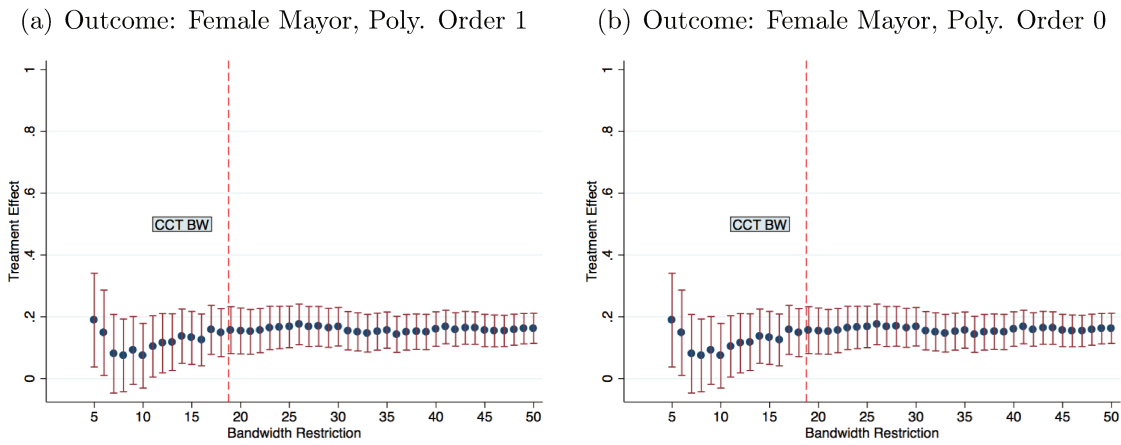 (a) Outcome: Female Mayor, Poly. Order 1
1
.8
.6
.4
.2
0
Treatment Effect
CCT BW
5 10 15 20 25 30 35 40 45 50
Bandwidth Restriction
(b) Outcome: Female Mayor, Poly. Order 0
1
.8
.6
.4
.2
0
Treatment Effect
CCT BW
5 10 15 20 25 30 35 40 45 50
Bandwidth Restriction